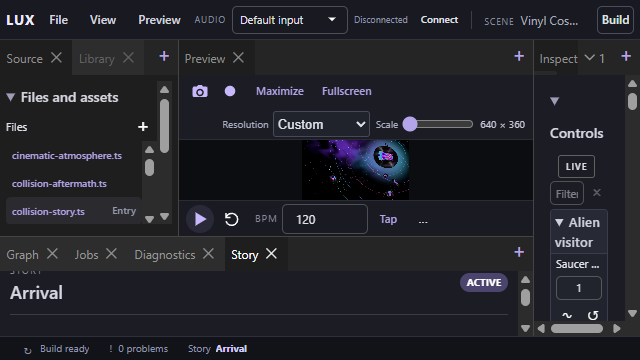 LUX File View Preview AUDIO Default input Disconnected Connect SCENE Vinyl Cos... Build
Source Library + Preview + Inspect 1 +
Files and assets
Files +
cinematic-atmosphere.ts
collision-aftermath.ts
collision-story.ts Entry
Maximize Fullscreen
Resolution Custom Scale 640 × 360
BPM 120 Tap ...
Controls
LIVE
Filter
Alien visitor
Saucer ...
1
Graph Jobs Diagnostics Story +
STORY
Arrival ACTIVE
Build ready ! 0 problems Story Arrival